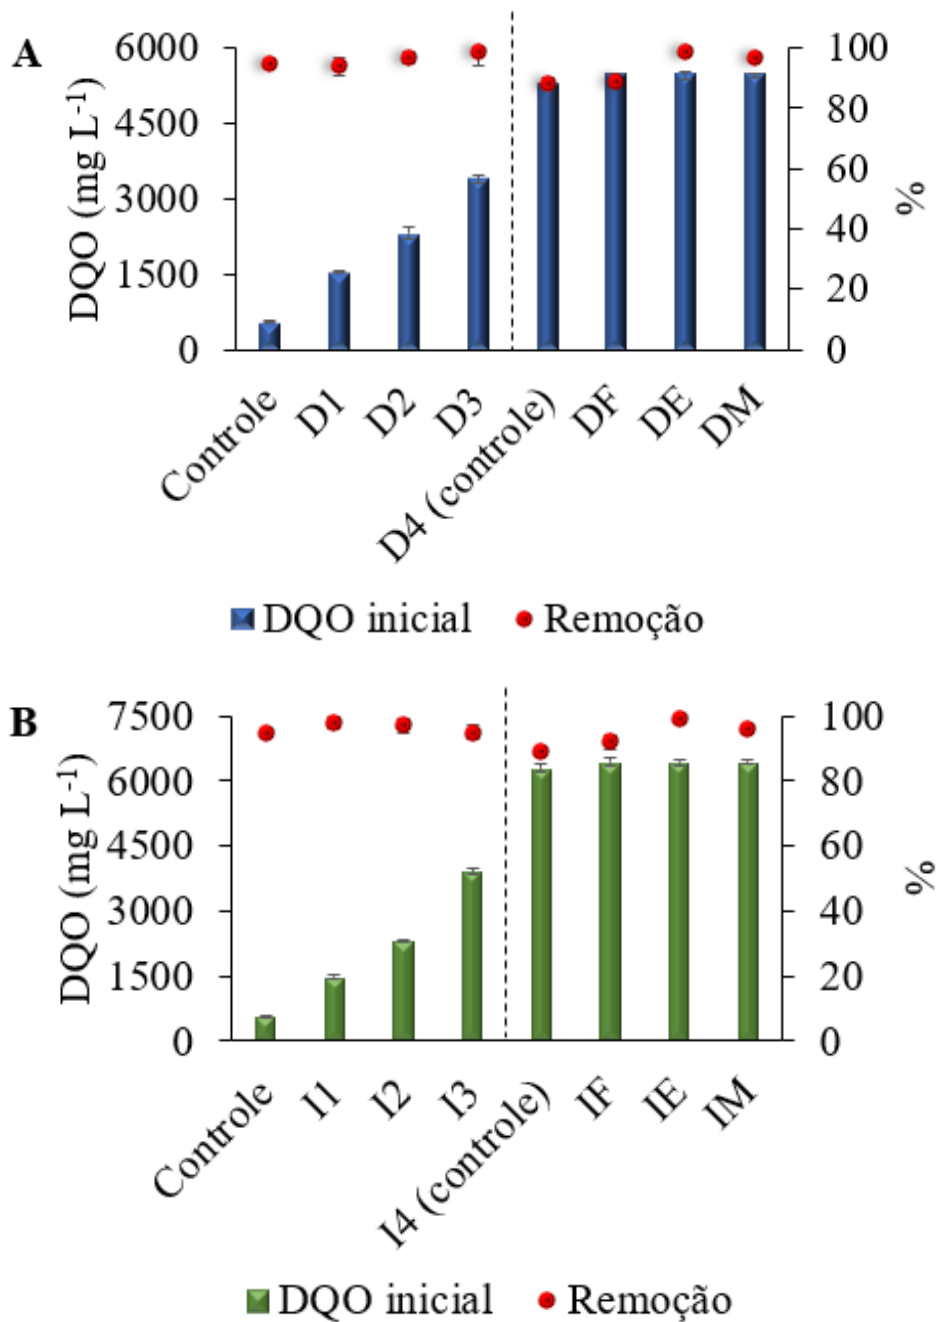 A
6000
4500
3000
1500
0
DQO (mg L⁻¹)
100
80
60
40
20
0
%
Controle
D1
D2
D3
D4 (controle)
DF
DE
DM
DQO inicial
Remoção
B
7500
6000
4500
3000
1500
0
DQO (mg L⁻¹)
100
80
60
40
20
0
%
Controle
I1
I2
I3
I4 (controle)
IF
IE
IM
DQO inicial
Remoção